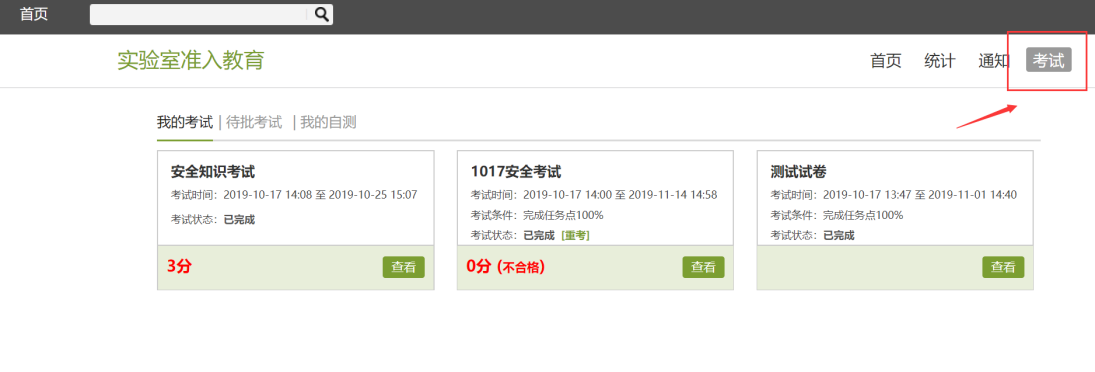 首页
实验室准入教育 首页 统计 通知 考试
我的考试 | 待批考试 | 我的自测
安全知识考试
考试时间：2019-10-17 14:08 至 2019-10-25 15:07
考试状态：已完成
3分 查看
1017安全考试
考试时间：2019-10-17 14:00 至 2019-11-14 14:58
考试条件：完成任务点100%
考试状态：已完成 [重考]
0分 (不合格) 查看
测试试卷
考试时间：2019-10-17 13:47 至 2019-11-01 14:40
考试条件：完成任务点100%
考试状态：已完成
查看